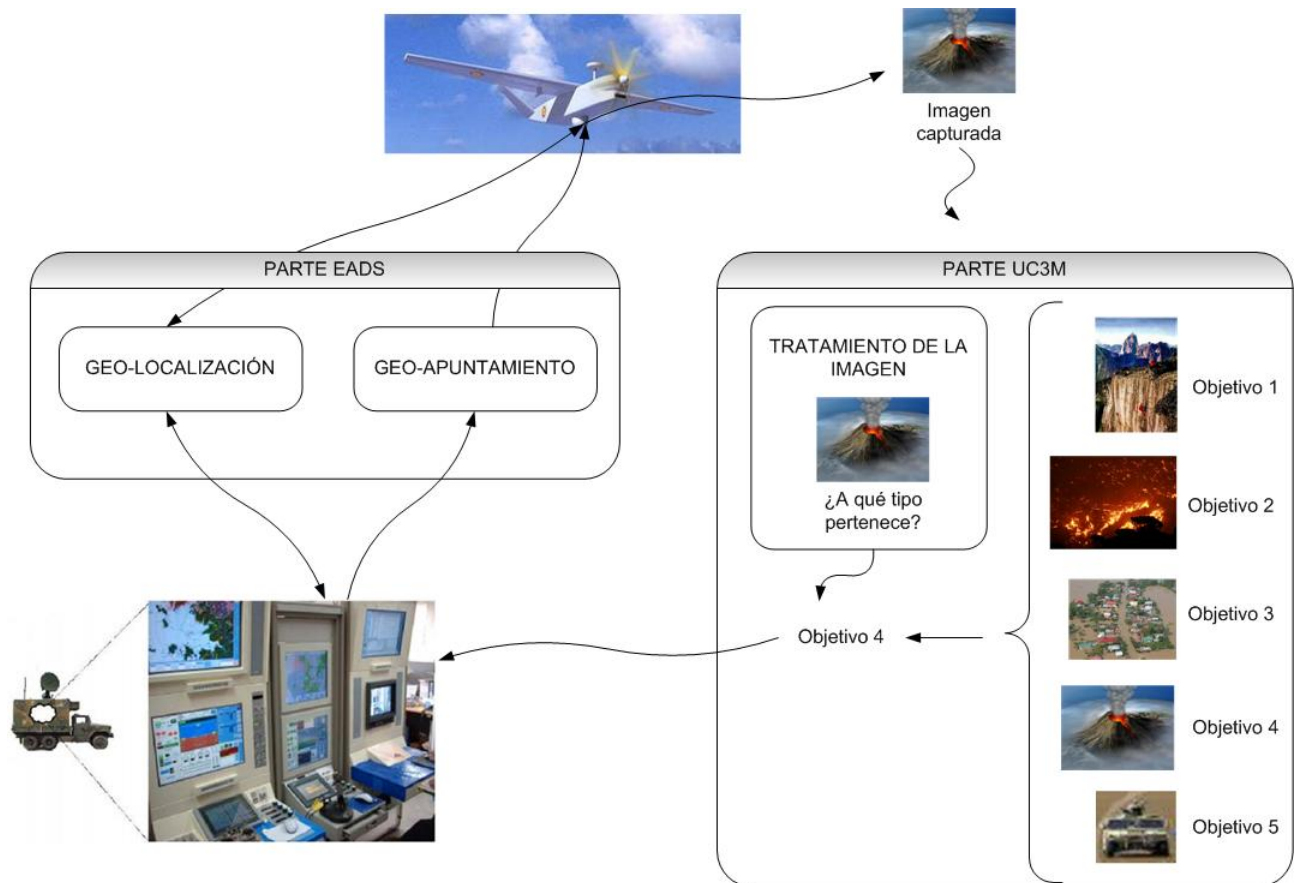 Imagen
capturada
PARTE EADS
GEO-LOCALIZACIÓN
GEO-APUNTAMIENTO
PARTE UC3M
TRATAMIENTO DE LA
IMAGEN
¿A qué tipo
pertenece?
Objetivo 4
Objetivo 1
Objetivo 2
Objetivo 3
Objetivo 4
Objetivo 5